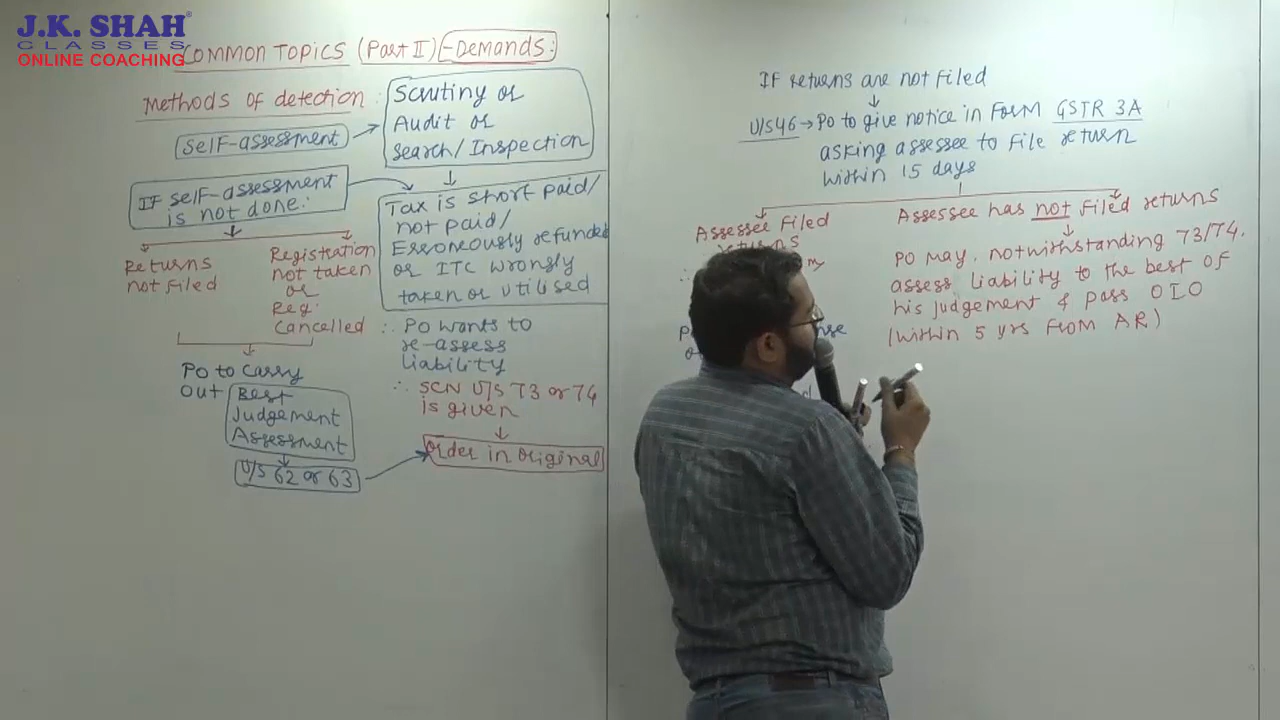 J.K. SHAH®
CLASSES
ONLINE COACHING
COMMON TOPICS (Part II) - Demands:
Methods of detection :
Self-assessment
Scrutiny or
Audit or
Search/Inspection
If self-assessment
is not done:
Returns
not filed
Registration
not taken
or
Reg.
Cancelled
PO to Carry
Out Best
Judgement
Assessment
U/S 62 or 63
Tax is short paid/
not paid/
Erroneously refunded
or ITC wrongly
taken or utilised
∴ PO wants to
re-assess
liability
∴ SCN U/S 73 or 74
is given
Order in original
If returns are not filed
U/S 46 → PO to give notice in Form GSTR 3A
asking assessee to file return
within 15 days
Assessee filed
returns
Assessee has not filed returns
PO may, notwithstanding 73/74,
assess liability to the best of
his judgement & pass OIO
(within 5 yrs from AR)